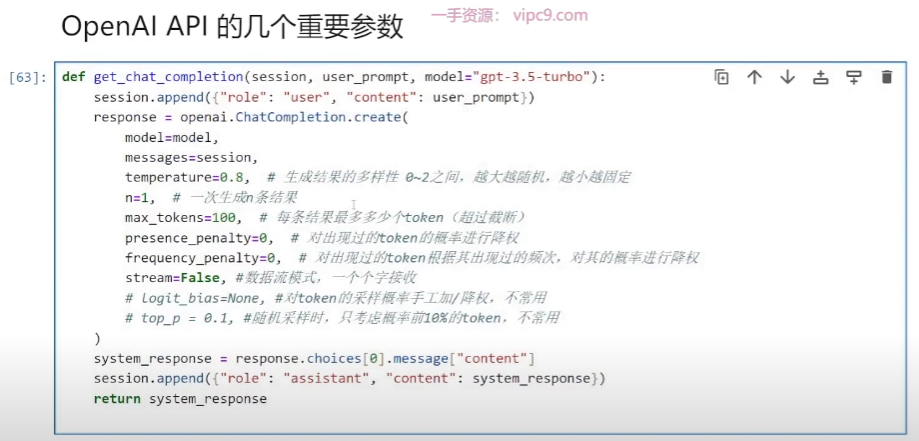 OpenAI API 的几个重要参数
一手资源： vipc9.com
[63]:
def get_chat_completion(session, user_prompt, model="gpt-3.5-turbo"):
    session.append({"role": "user", "content": user_prompt})
    response = openai.ChatCompletion.create(
        model=model,
        messages=session,
        temperature=0.8,  # 生成结果的多样性 0~2之间，越大越随机，越小越固定
        n=1,  # 一次生成n条结果
        max_tokens=100,  # 每条结果最多多少个token（超过截断）
        presence_penalty=0,  # 对出现过的token的概率进行降权
        frequency_penalty=0,  # 对出现过的token根据其出现过的频次，对其的概率进行降权
        stream=False, #数据流模式，一个个字接收
        # logit_bias=None, #对token的采样概率手工加/降权，不常用
        # top_p = 0.1, #随机采样时，只考虑概率前10%的token，不常用
    )
    system_response = response.choices[0].message["content"]
    session.append({"role": "assistant", "content": system_response})
    return system_response